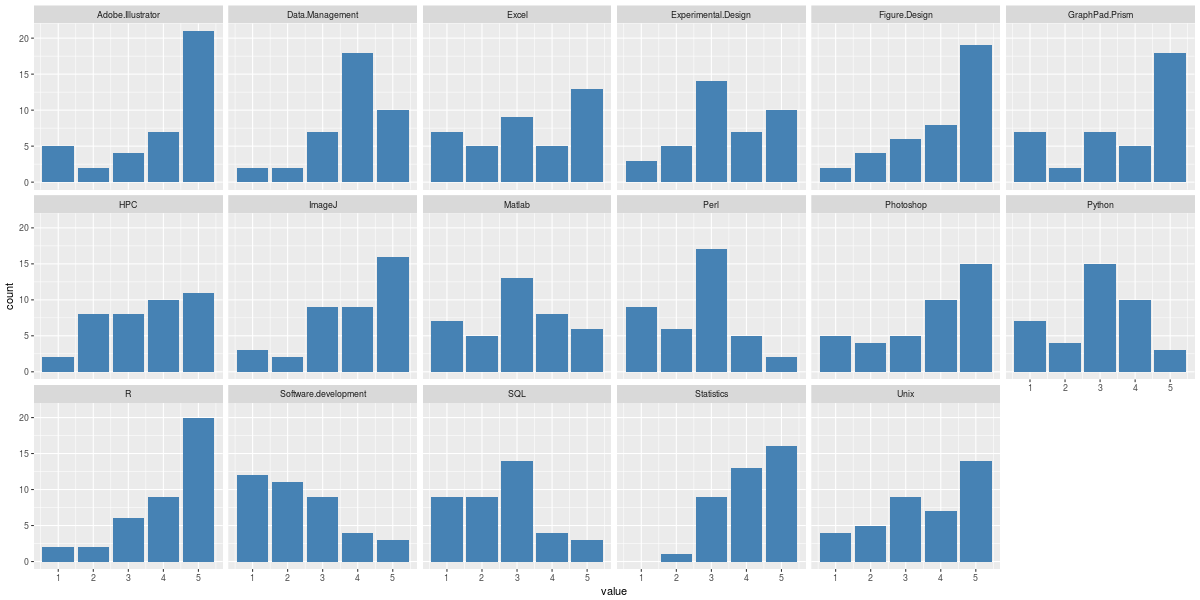 Adobe.Illustrator Data.Management Excel Experimental.Design Figure.Design GraphPad.Prism
20
15
10
5
0
HPC ImageJ Matlab Perl Photoshop Python
20
15
10
5
0
count
1 2 3 4 5
R Software.development SQL Statistics Unix
20
15
10
5
0
1 2 3 4 5 1 2 3 4 5 1 2 3 4 5 1 2 3 4 5 1 2 3 4 5
value